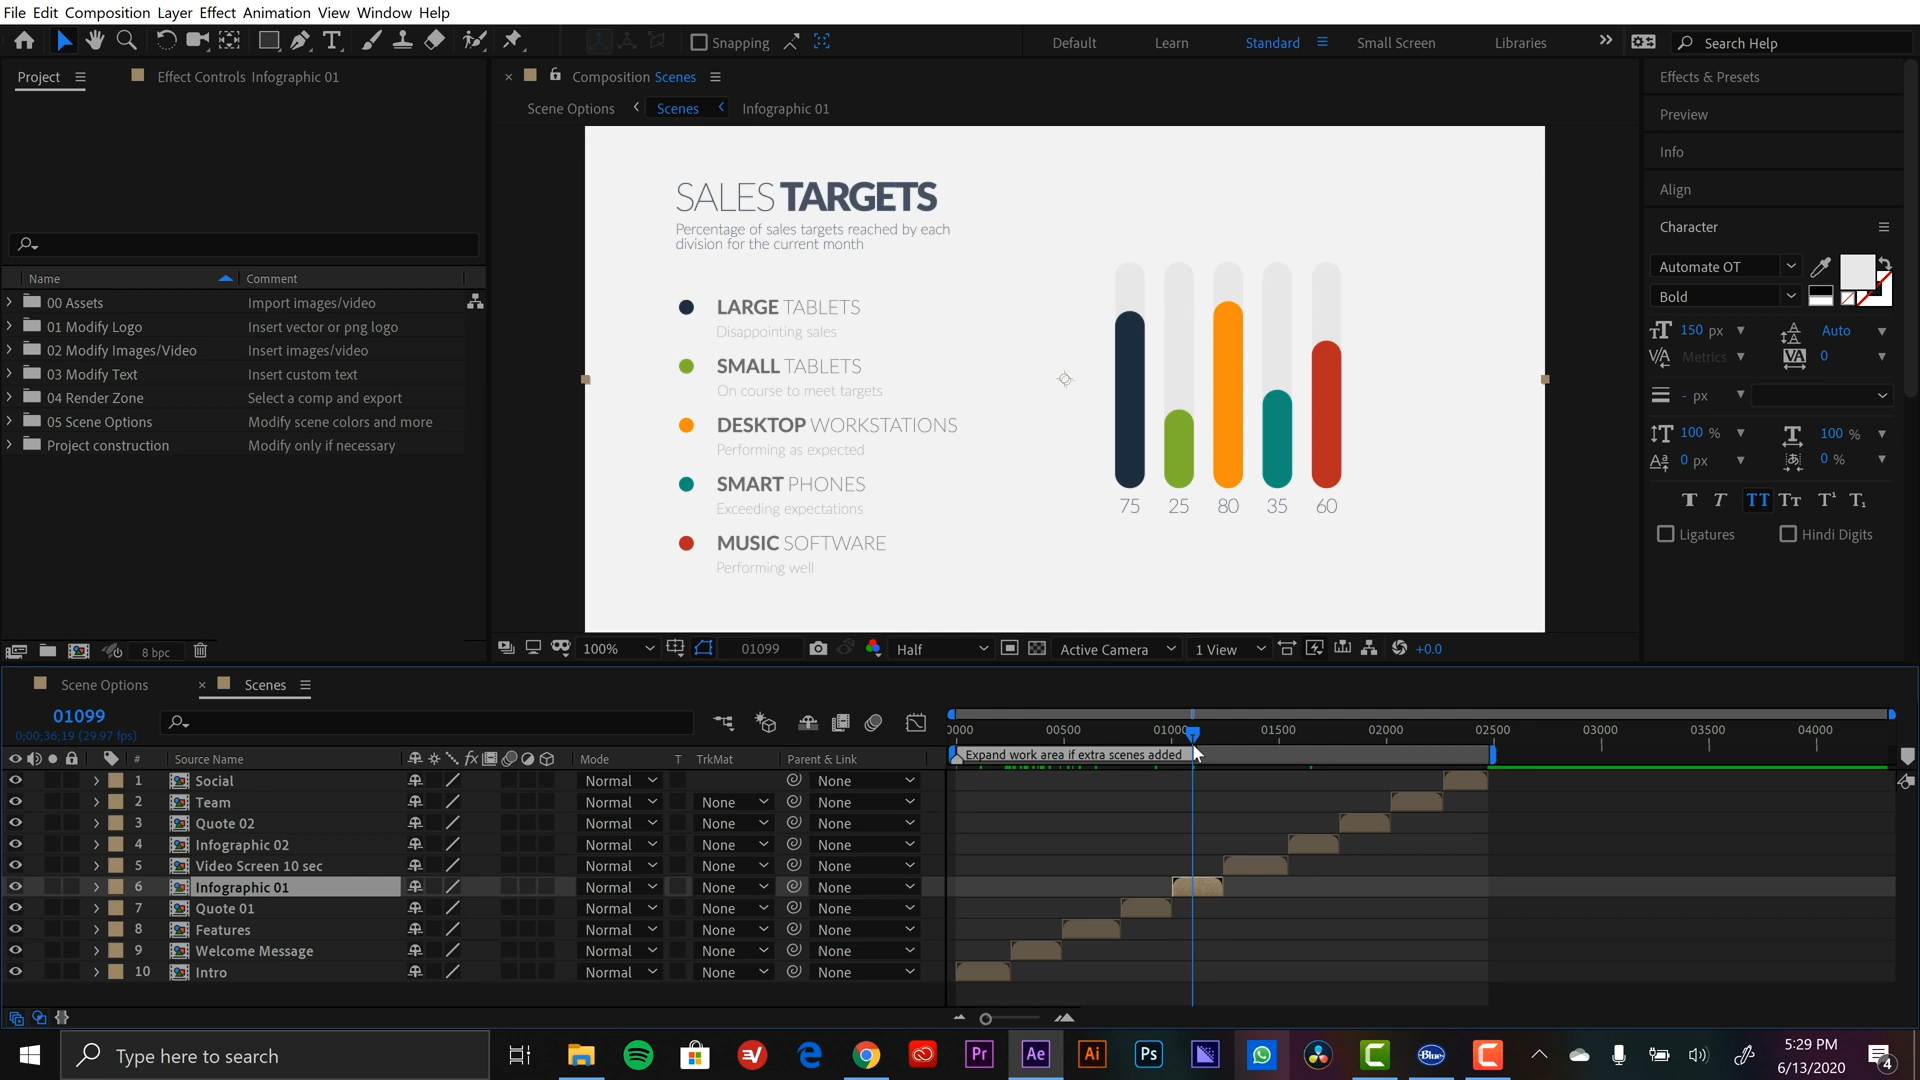 File Edit Composition Layer Effect Animation View Window Help
Snapping
Default Learn Standard Small Screen Libraries
Search Help
Project
Effect Controls Infographic 01
Composition Scenes
Scene Options Scenes Infographic 01
Name Comment
00 Assets Import images/video
01 Modify Logo Insert vector or png logo
02 Modify Images/Video Insert images/video
03 Modify Text Insert custom text
04 Render Zone Select a comp and export
05 Scene Options Modify scene colors and more
Project construction Modify only if necessary
8 bpc
SALES TARGETS
Percentage of sales targets reached by each
division for the current month
LARGE TABLETS
Disappointing sales
SMALL TABLETS
On course to meet targets
DESKTOP WORKSTATIONS
Performing as expected
SMART PHONES
Exceeding expectations
MUSIC SOFTWARE
Performing well
75 25 80 35 60
100% 01099 Half Active Camera 1 View +0.0
Effects & Presets
Preview
Info
Align
Character
Automate OT
Bold
150 px Auto
Metrics 0
- px
100 % 100 %
0 px 0 %
Ligatures Hindi Digits
Scene Options Scenes
01099
0;00;36;19 (29.97 fps)
0000 00500 01000 01500 02000 02500 03000 03500 04000
Expand work area if extra scenes added
# Source Name Mode T TrkMat Parent & Link
1 Social Normal None
2 Team Normal None None
3 Quote 02 Normal None None
4 Infographic 02 Normal None None
5 Video Screen 10 sec Normal None None
6 Infographic 01 Normal None None
7 Quote 01 Normal None None
8 Features Normal None None
9 Welcome Message Normal None None
10 Intro Normal None None
Type here to search
Pr Ae Ai Ps
Blue
5:29 PM
6/13/2020
4